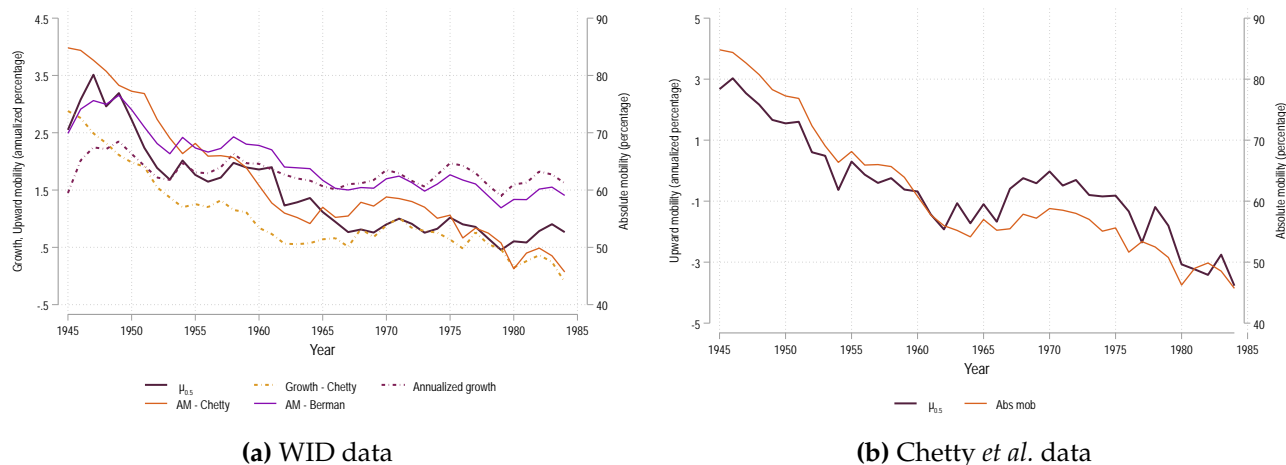 4.5
3.5
2.5
1.5
.5
-.5
Growth, Upward mobility (annualized percentage)
90
80
70
60
50
40
Absolute mobility (percentage)
1945 1950 1955 1960 1965 1970 1975 1980 1985
Year
μ0.5 Growth - Chetty Annualized growth
AM - Chetty AM - Berman
(a) WID data
5
3
1
-1
-3
-5
Upward mobility (annualized percentage)
90
80
70
60
50
40
Absolute mobility (percentage)
1945 1950 1955 1960 1965 1970 1975 1980 1985
Year
μ0.5 Abs mob
(b) Chetty et al. data